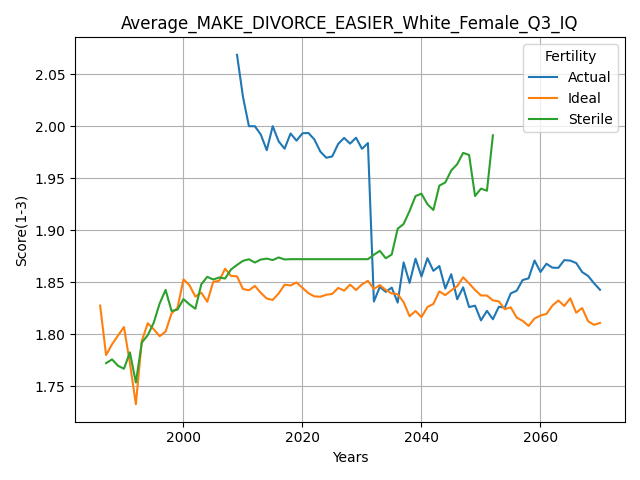 Average_MAKE_DIVORCE_EASIER_White_Female_Q3_IQ
Fertility
Actual
Ideal
Sterile
Score(1-3)
2.05
2.00
1.95
1.90
1.85
1.80
1.75
2000
2020
2040
2060
Years